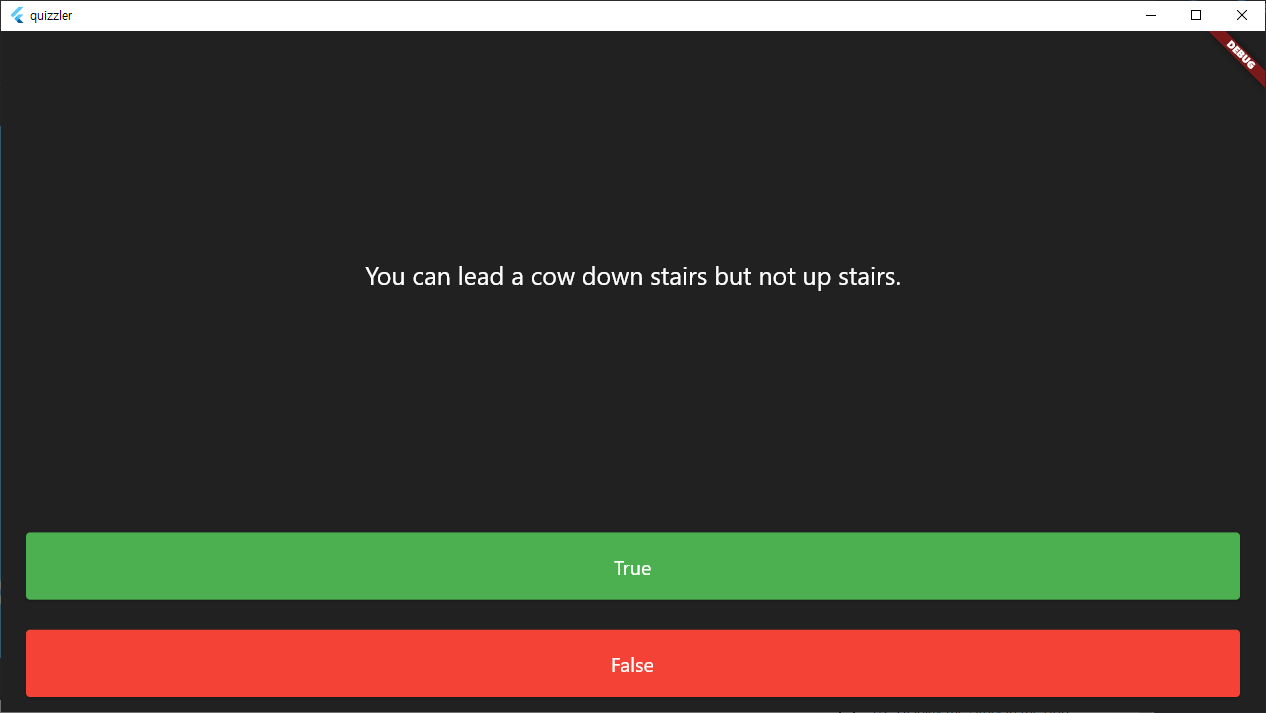 quizzler
DEBUG
You can lead a cow down stairs but not up stairs.
True
False